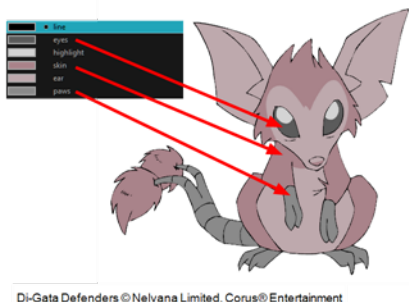 line
eyes
highlight
skin
ear
paws
Di-Gata Defenders © Nelvana Limited, Corus® Entertainment